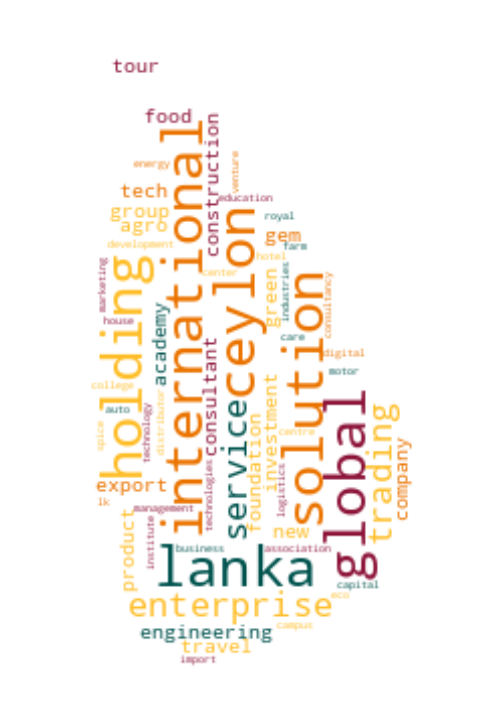 tour
food
international
construction
energy
venture
tech
education
group
royal
agro
gem
development
farm
ceylon
hotel
holding
center
marketing
green
industries
solution
consultancy
house
academy
care
consultant
digital
motor
college
auto
technology
distributor
service
investment
foundation
global
trading
spice
centre
company
export
technologies
logistics
lk
management
product
institute
new
business
association
lanka
capital
enterprise
eco
engineering
campus
travel
import